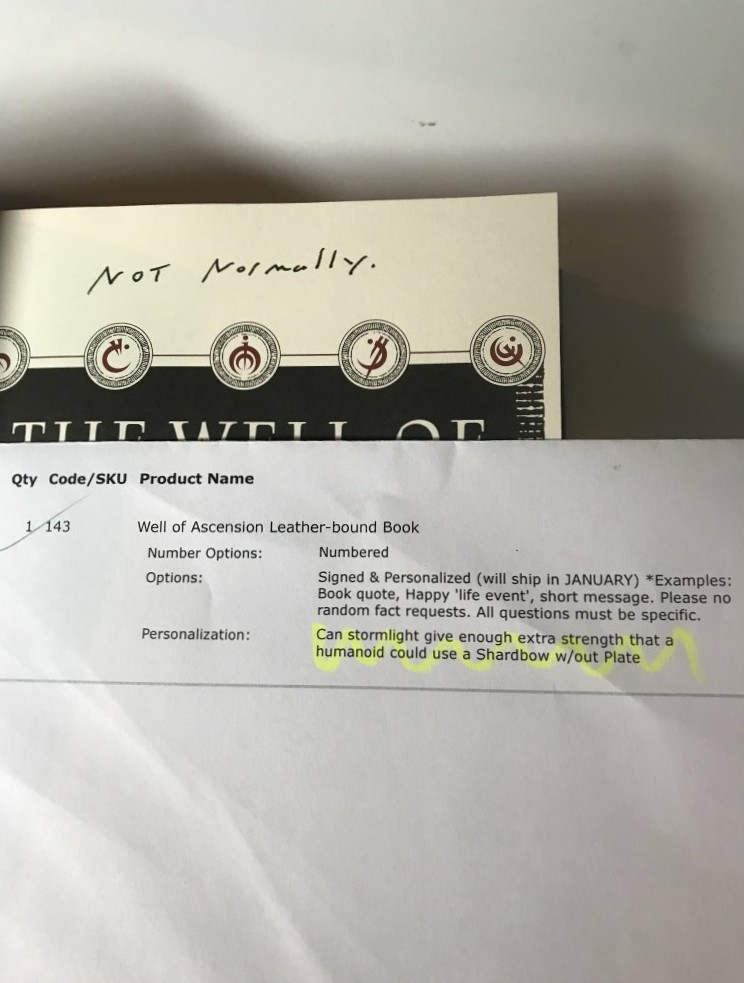 NOT Normally.
THE WELL OF
Qty Code/SKU Product Name
1 143 Well of Ascension Leather-bound Book
Number Options: Numbered
Options: Signed & Personalized (will ship in JANUARY) *Examples:
Book quote, Happy 'life event', short message. Please no
random fact requests. All questions must be specific.
Personalization: Can stormlight give enough extra strength that a
humanoid could use a Shardbow w/out Plate